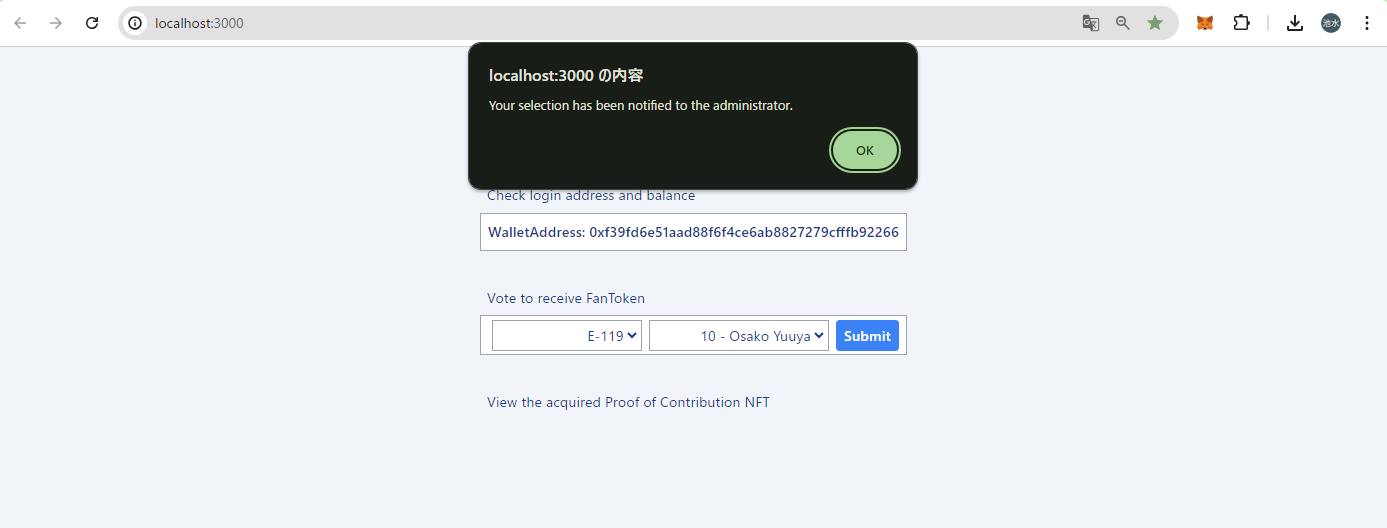 localhost:3000
池水
localhost:3000 の内容
Your selection has been notified to the administrator.
OK
Check login address and balance
WalletAddress: 0xf39fd6e51aad88f6f4ce6ab8827279cfffb92266
Vote to receive FanToken
E-119 10 - Osako Yuuya Submit
View the acquired Proof of Contribution NFT